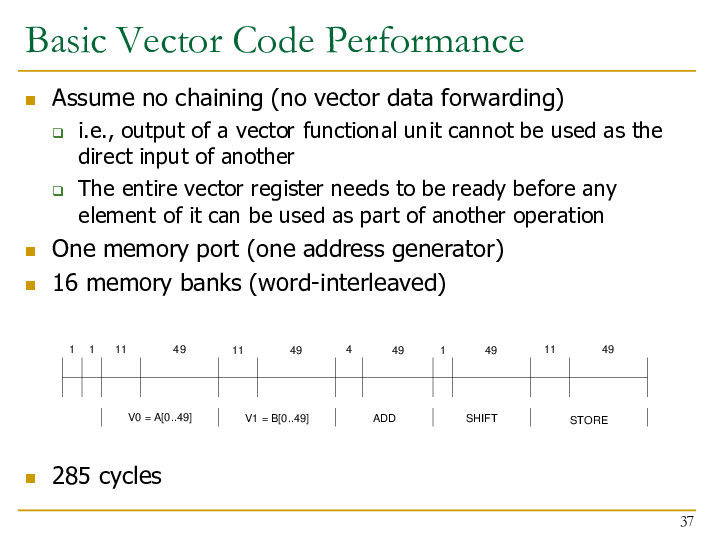 Basic Vector Code Performance
Assume no chaining (no vector data forwarding)
i.e., output of a vector functional unit cannot be used as the
direct input of another
The entire vector register needs to be ready before any
element of it can be used as part of another operation
One memory port (one address generator)
16 memory banks (word-interleaved)
1 1 11 49 11 49 4 49 1 49 11 49
V0 = A[0..49] V1 = B[0..49] ADD SHIFT STORE
285 cycles
37